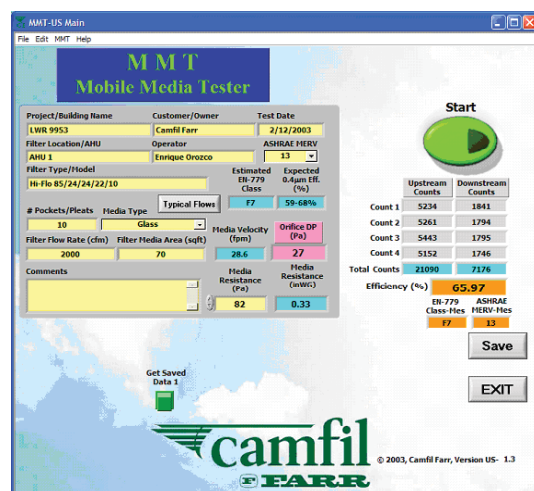 MMT-US Main
File Edit MMT Help
M M T
Mobile Media Tester
Project/Building Name Customer/Owner Test Date
LWR 9953 Camfil Farr 2/12/2003
Filter Location/AHU Operator ASHRAE MERV
AHU 1 Enrique Orozco 13
Filter Type/Model Estimated EN-779 Class Expected 0.4µm Eff. (%)
Hi-Flo 85/24/24/22/10 F7 59-68%
Typical Flows
# Pockets/Pleats Media Type Media Velocity (fpm) Orifice DP (Pa)
10 Glass
Filter Flow Rate (cfm) Filter Media Area (sqft)
2000 70 28.6 27
Comments Media Resistance (Pa) Media Resistance (inWG)
82 0.33
Get Saved
Data 1
Start
Upstream Counts Downstream Counts
Count 1 5234 1841
Count 2 5261 1794
Count 3 5443 1795
Count 4 5152 1746
Total Counts 21090 7176
Efficiency (%) 65.97
EN-779 Class-Mes ASHRAE MERV-Mes
F7 13
Save
EXIT
camfil
FARR
© 2003, Camfil Farr, Version US- 1.3